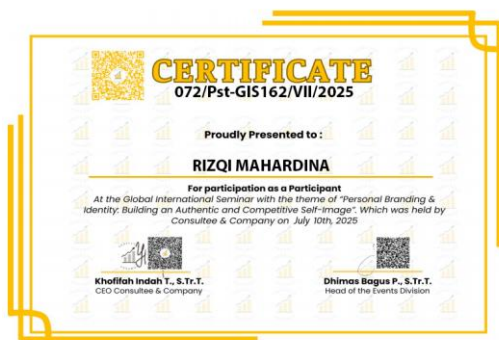 CERTIFICATE
072/Pst-GIS162/VII/2025
Proudly Presented to :
RIZQI MAHARDINA
For participation as a Participant
At the Global International Seminar with the theme of "Personal Branding &
Identity: Building an Authentic and Competitive Self-Image". Which was held by
Consultee & Company on July 10th, 2025
Khofifah Indah T., S.Tr.T.
CEO Consultee & Company
Dhimas Bagus P., S.Tr.T.
Head of the Events Division